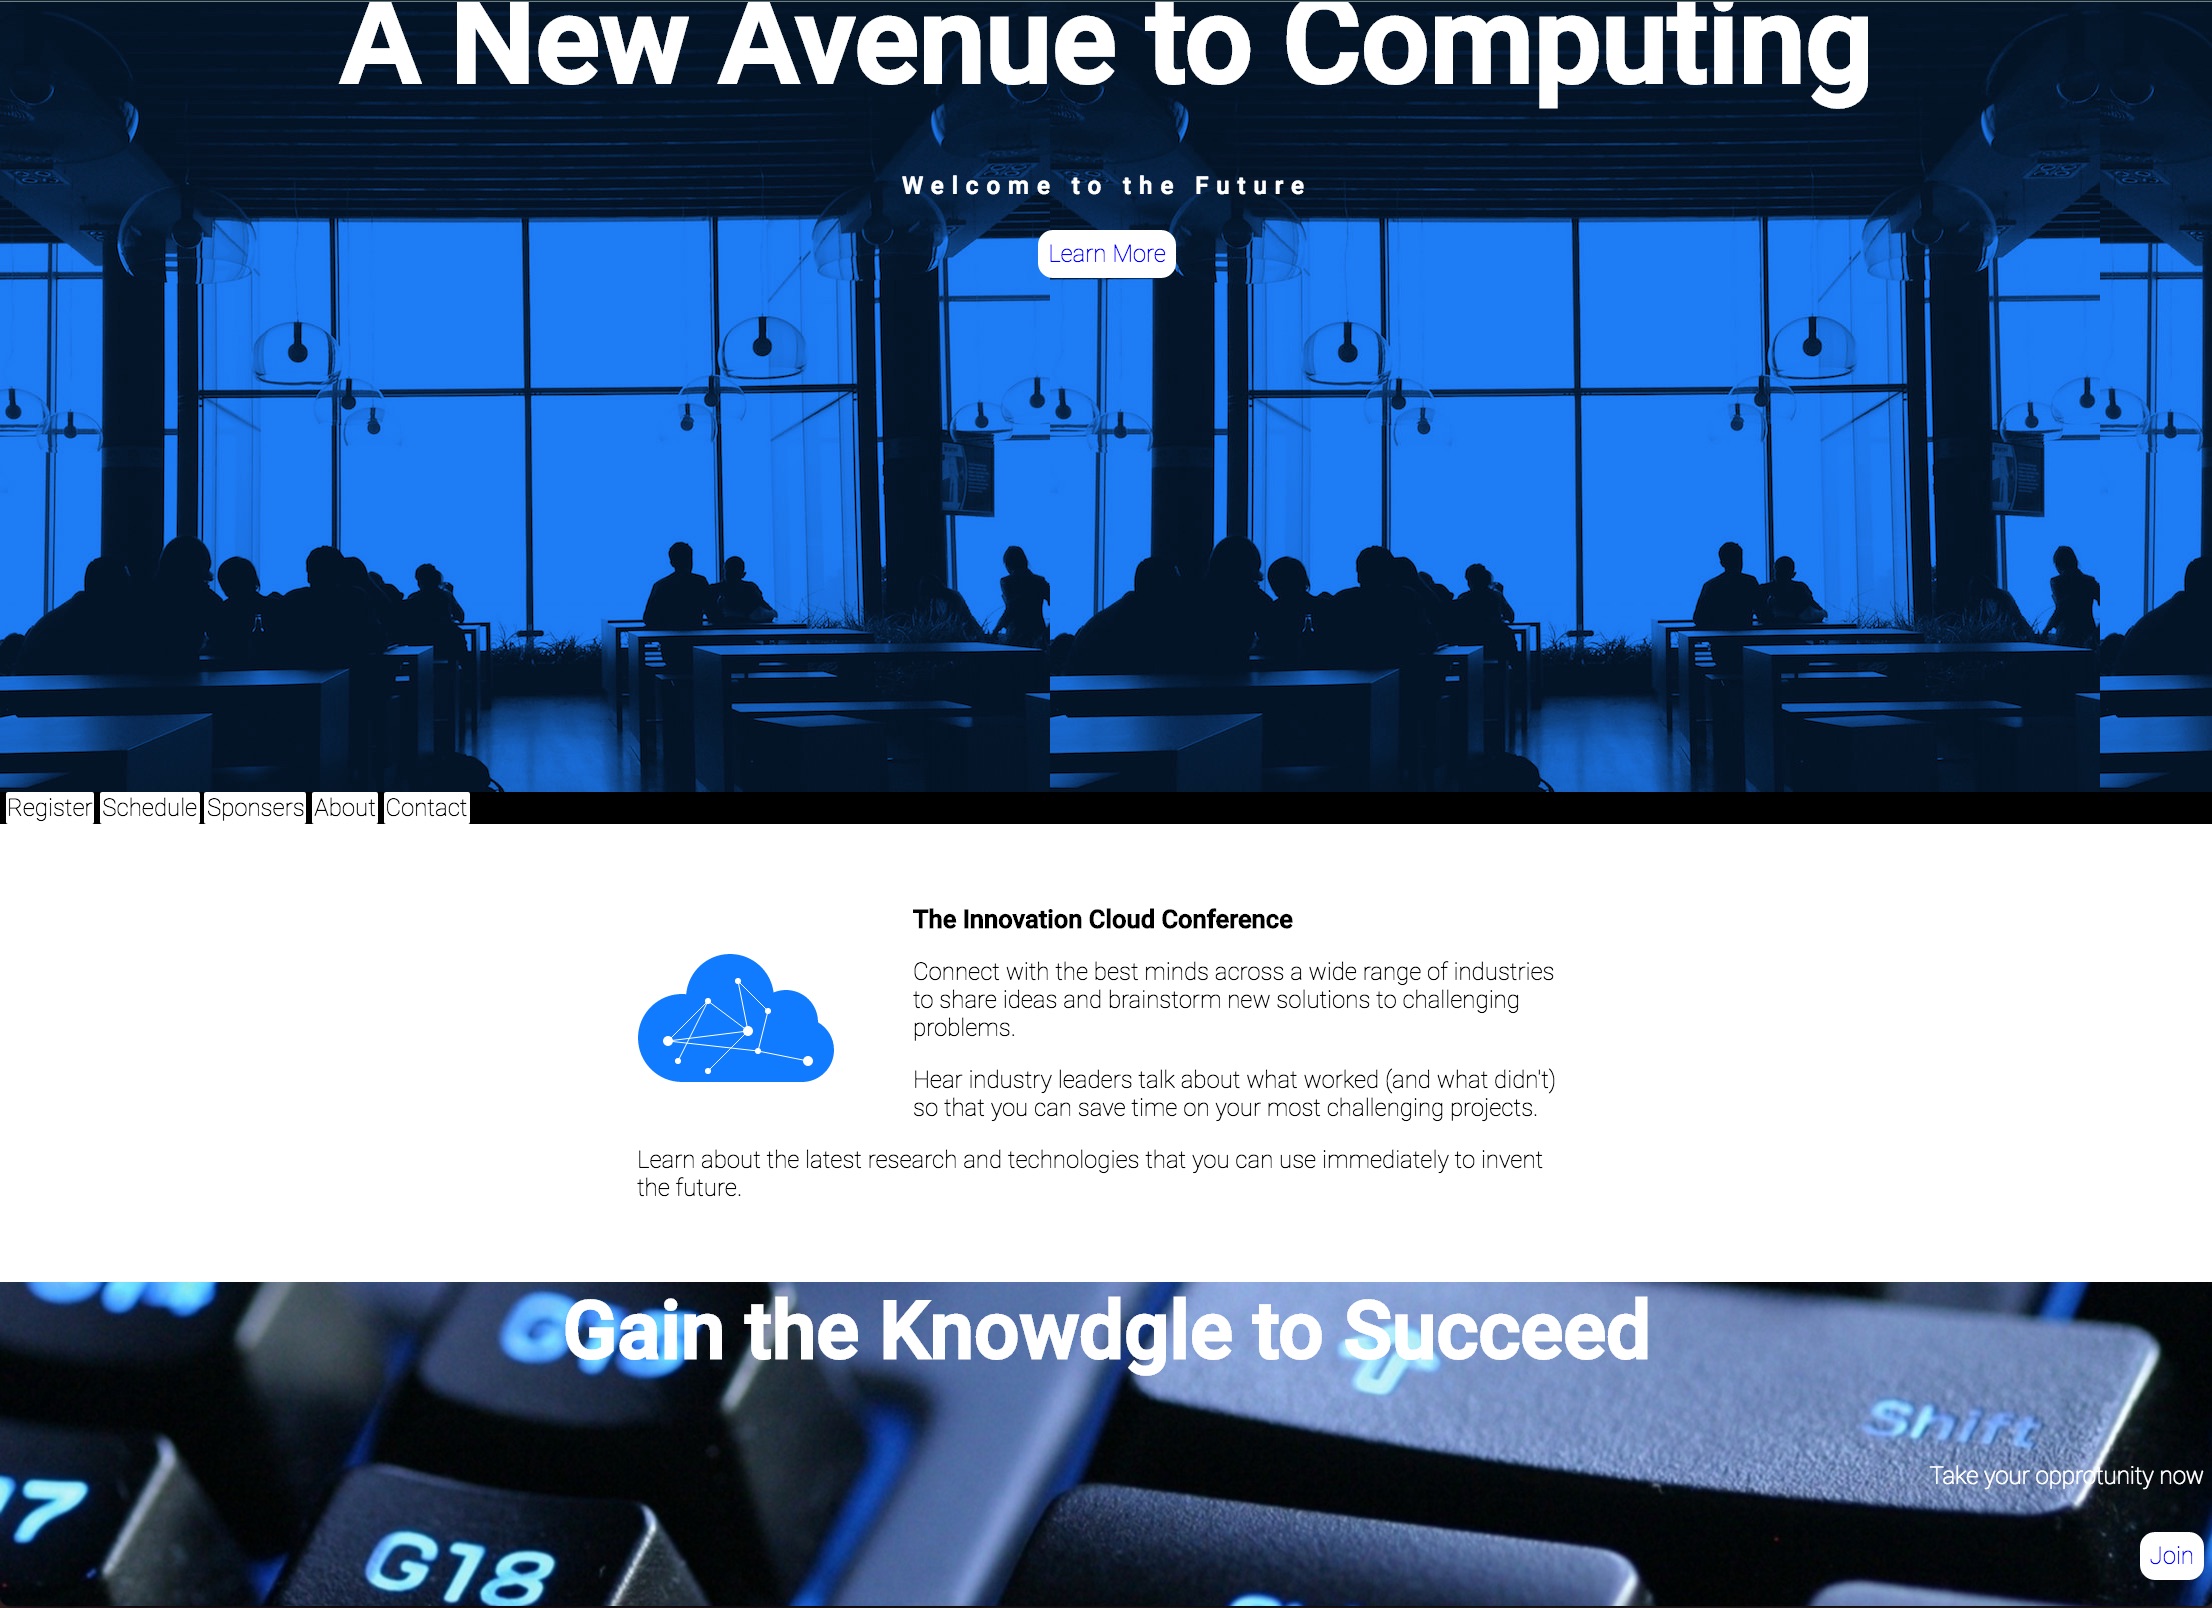 A New Avenue to Computing
Welcome to the Future
Learn More
Register Schedule Sponsers About Contact
The Innovation Cloud Conference
Connect with the best minds across a wide range of industries
to share ideas and brainstorm new solutions to challenging
problems.
Hear industry leaders talk about what worked (and what didn't)
so that you can save time on your most challenging projects.
Learn about the latest research and technologies that you can use immediately to invent
the future.
Gain the Knowdgle to Succeed
Shift
Take your opprotunity now
G18
Join